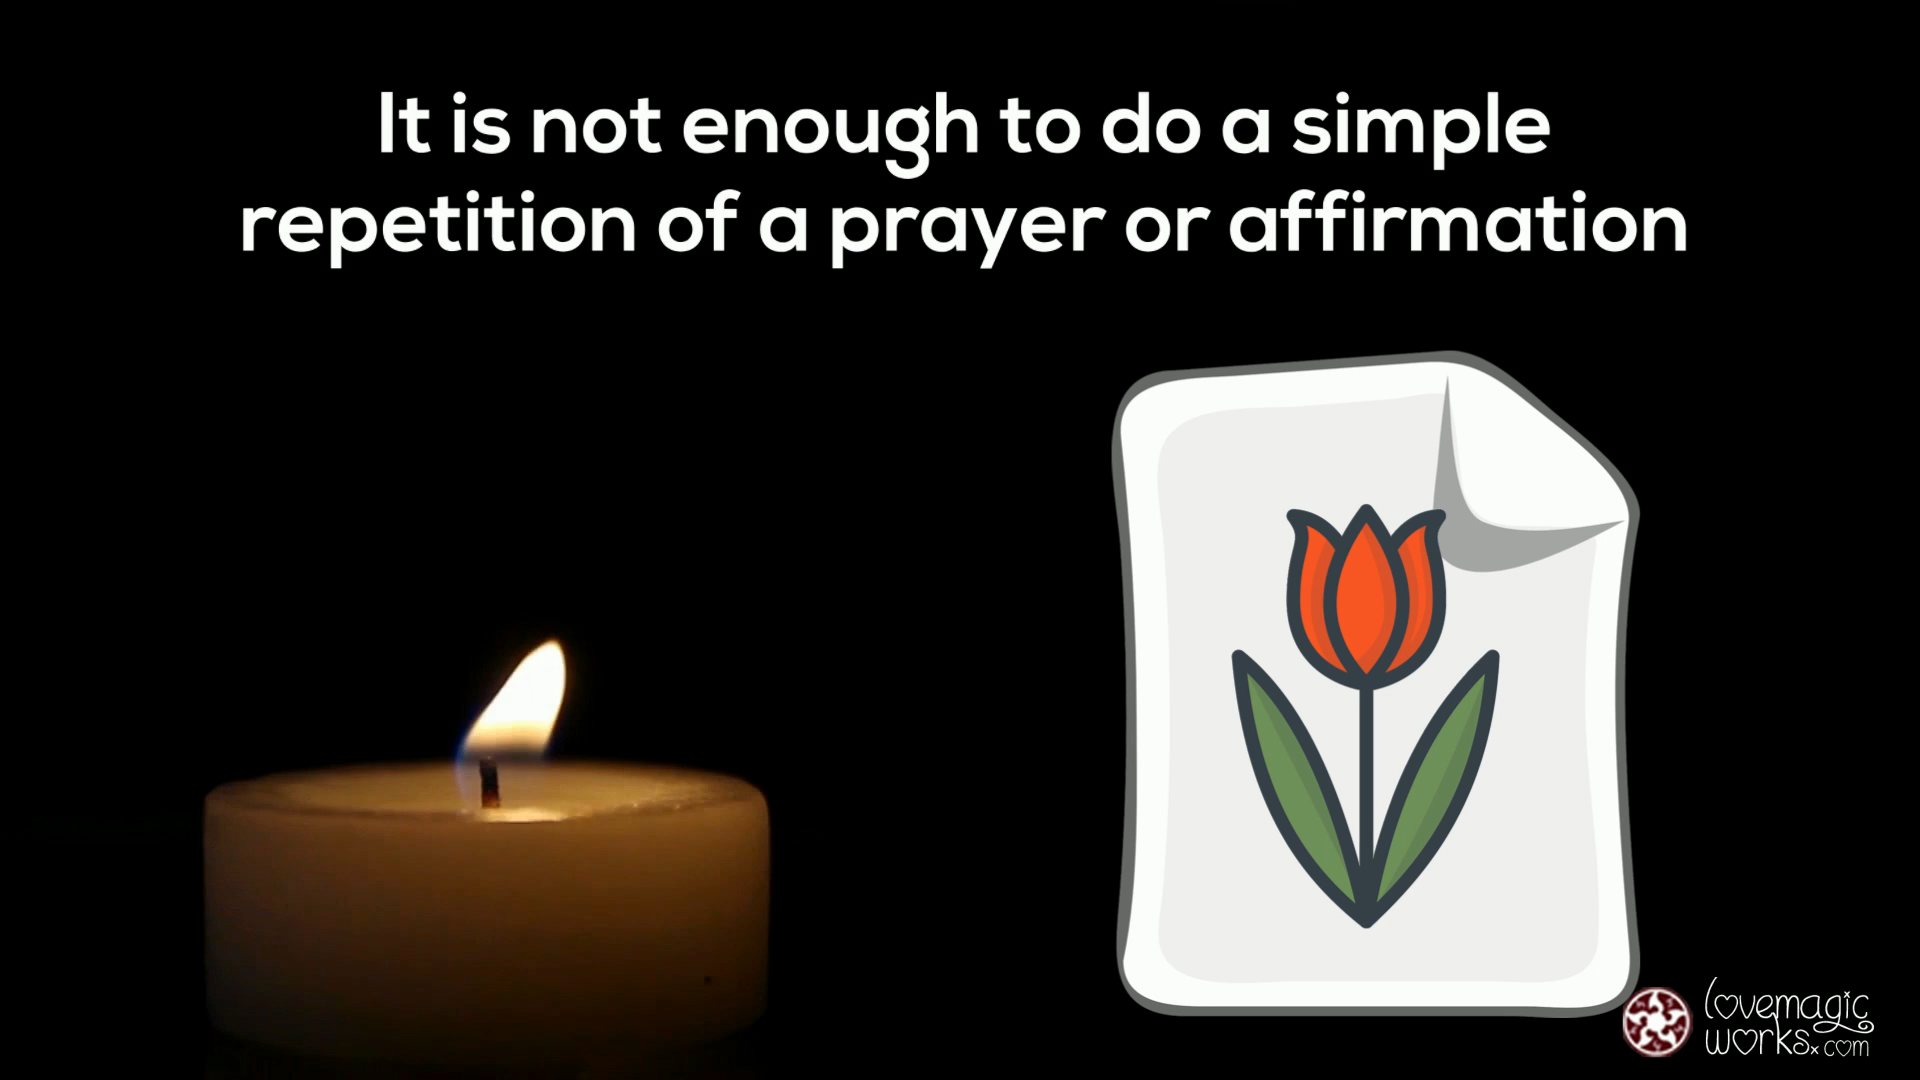 It is not enough to do a simple
repetition of a prayer or affirmation
lovemagic
works.com